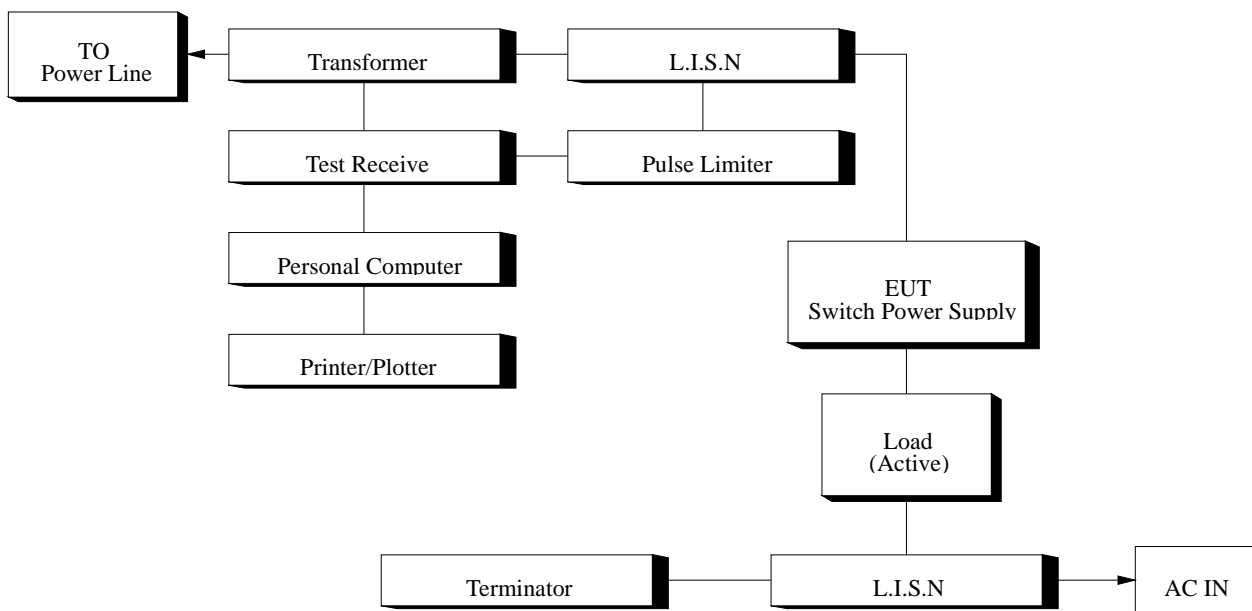 TO
Power Line
Transformer
L.I.S.N
Test Receive
Pulse Limiter
Personal Computer
EUT
Switch Power Supply
Printer/Plotter
Load
(Active)
Terminator
L.I.S.N
AC IN